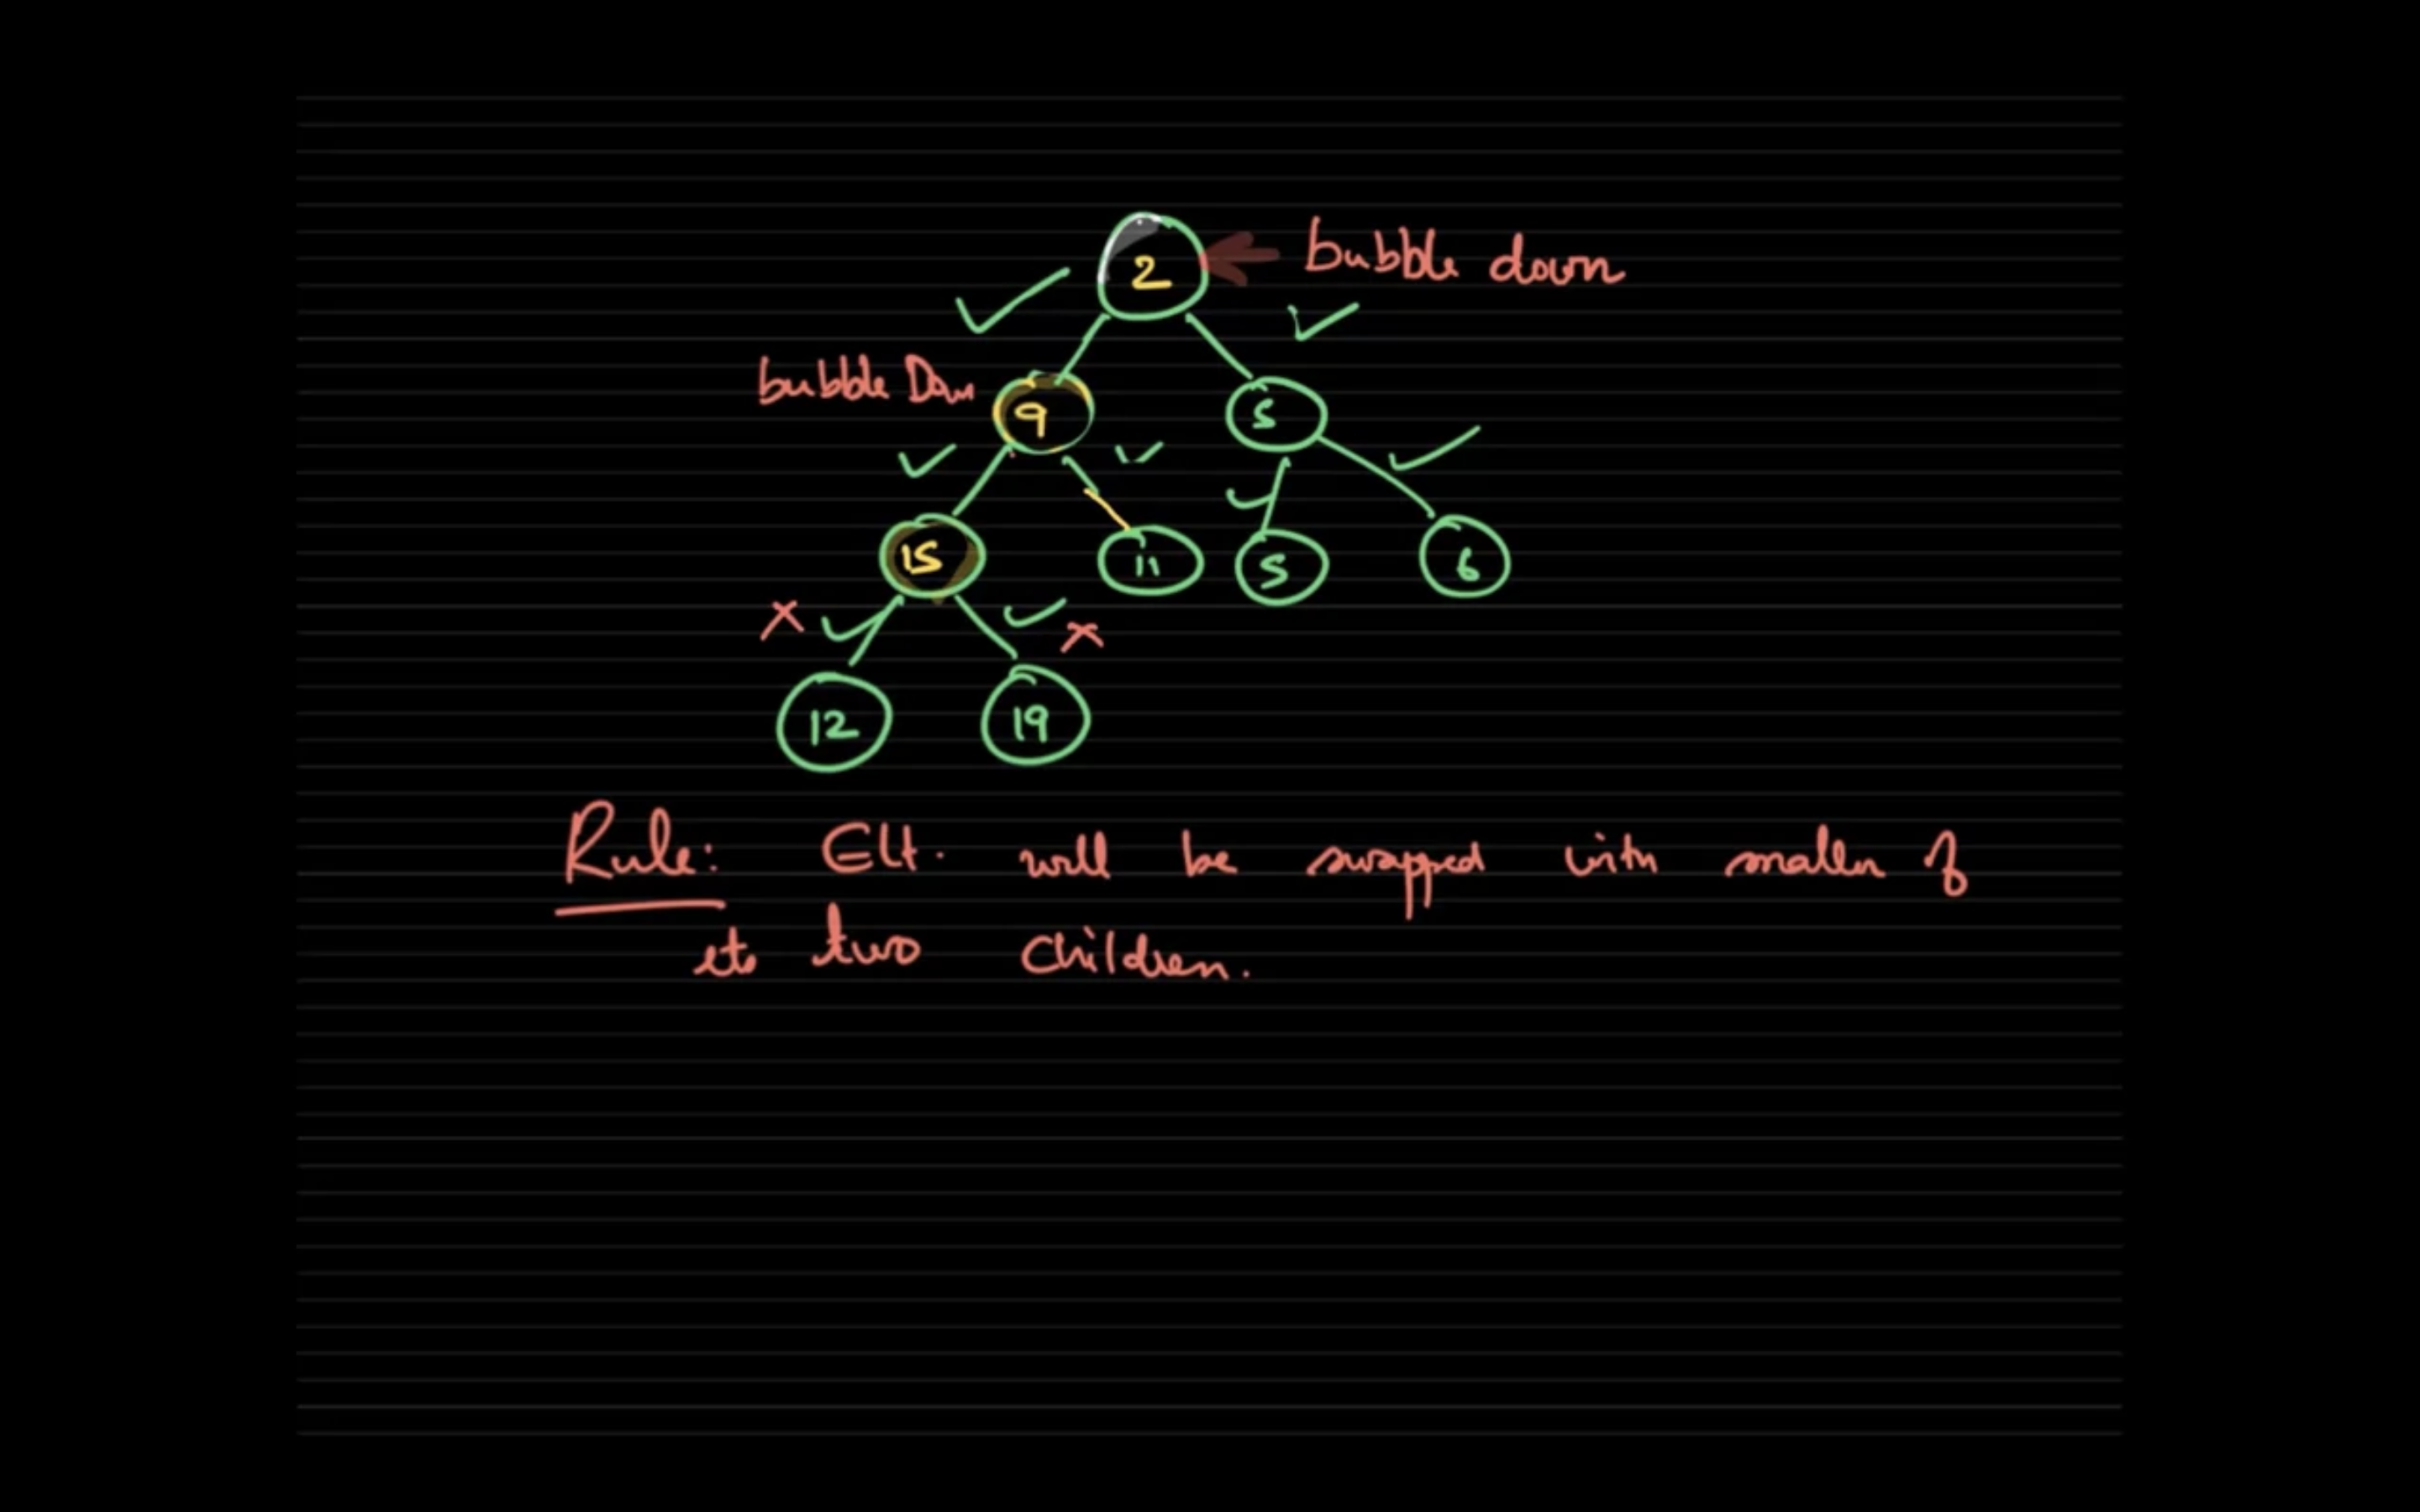 2 bubble down
bubble Down
9 5
15 11 5 6
12 19
Rule: Elt. will be swapped with smaller of
its two children.